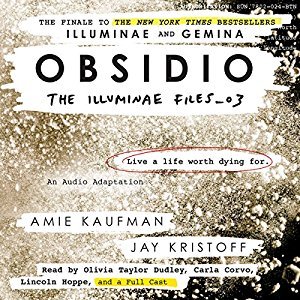 THE FINALE TO THE NEW YORK TIMES BESTSELLERS
ILLUMINAE AND GEMINA
OBSIDIO
THE ILLUMINAE FILES_03
Live a life worth dying for.
An Audio Adaptation
AMIE KAUFMAN
JAY KRISTOFF
Read by Olivia Taylor Dudley, Carla Corvo,
Lincoln Hoppe, and a Full Cast